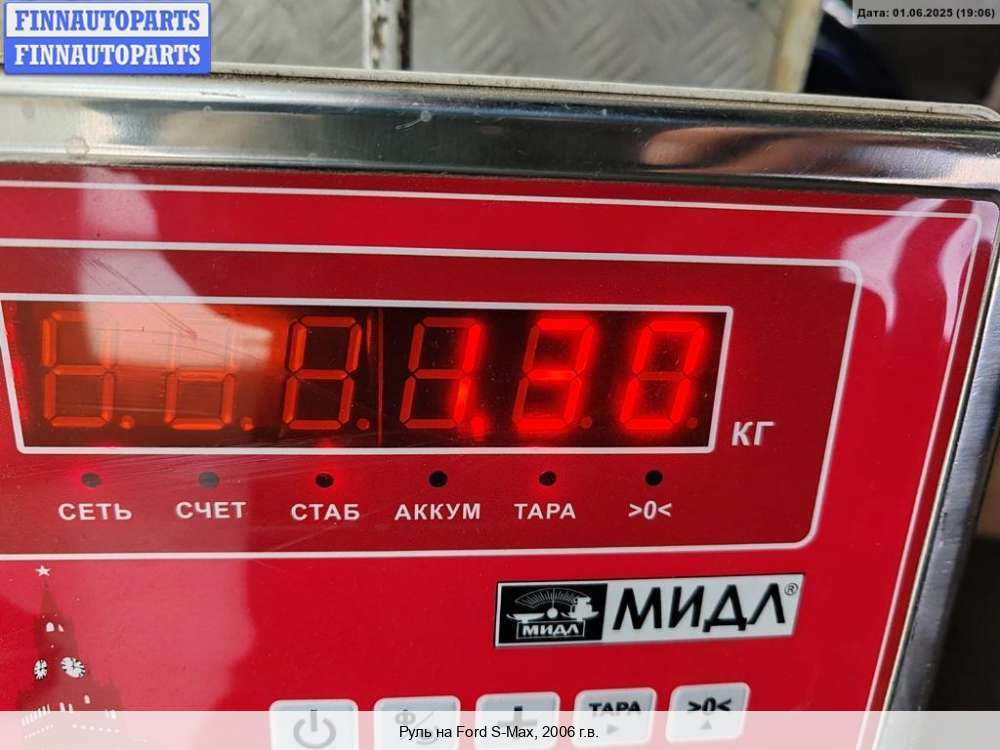 FINNAUTOPARTS
FINNAUTOPARTS
Дата: 01.06.2025 (19:06)
1.30
КГ
СЕТЬ СЧЕТ СТАБ АККУМ ТАРА >0<
МИДЛ МИДЛ®
ТАРА >0<
Руль на Ford S-Max, 2006 г.в.